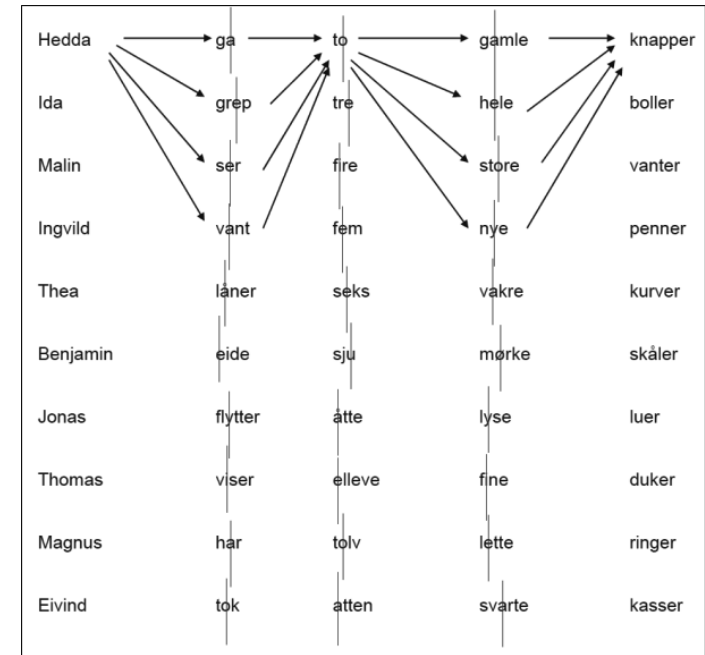 Hedda ga to gamle knapper
Ida grep tre hele boller
Malin ser fire store vanter
Ingvild vant fem nye penner
Thea låner seks vakre kurver
Benjamin eide sju mørke skåler
Jonas flytter åtte lyse luer
Thomas viser elleve fine duker
Magnus har tolv lette ringer
Eivind tok atten svarte kasser